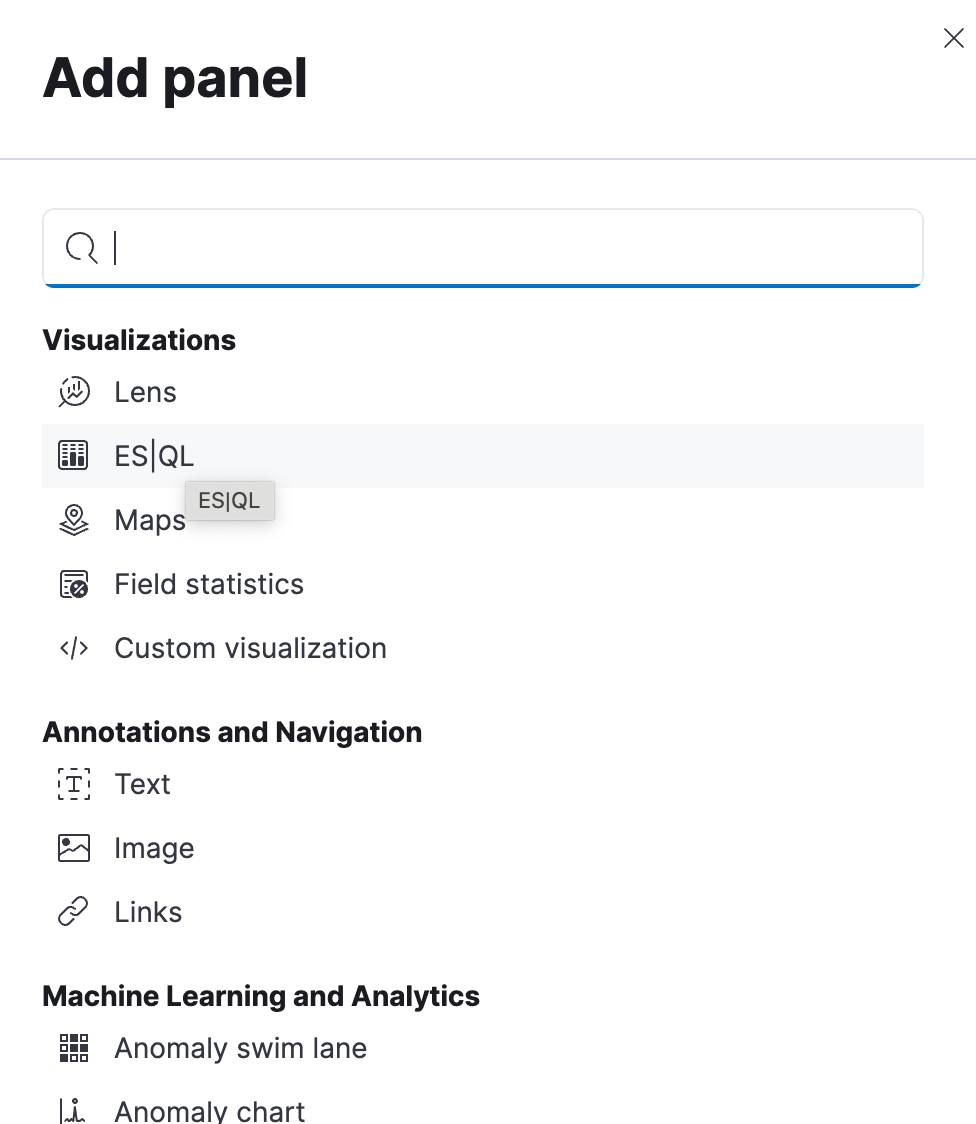 Add panel
Visualizations
Lens
ES|QL
ES|QL
Maps
Field statistics
Custom visualization
Annotations and Navigation
Text
Image
Links
Machine Learning and Analytics
Anomaly swim lane
Anomaly chart